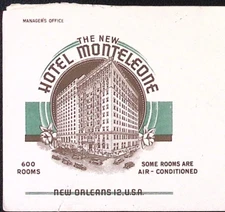 MANAGER'S OFFICE
THE NEW
HOTEL MONTELEONE
600
ROOMS
SOME ROOMS ARE
AIR-CONDITIONED
NEW ORLEANS-12, U.S.A.